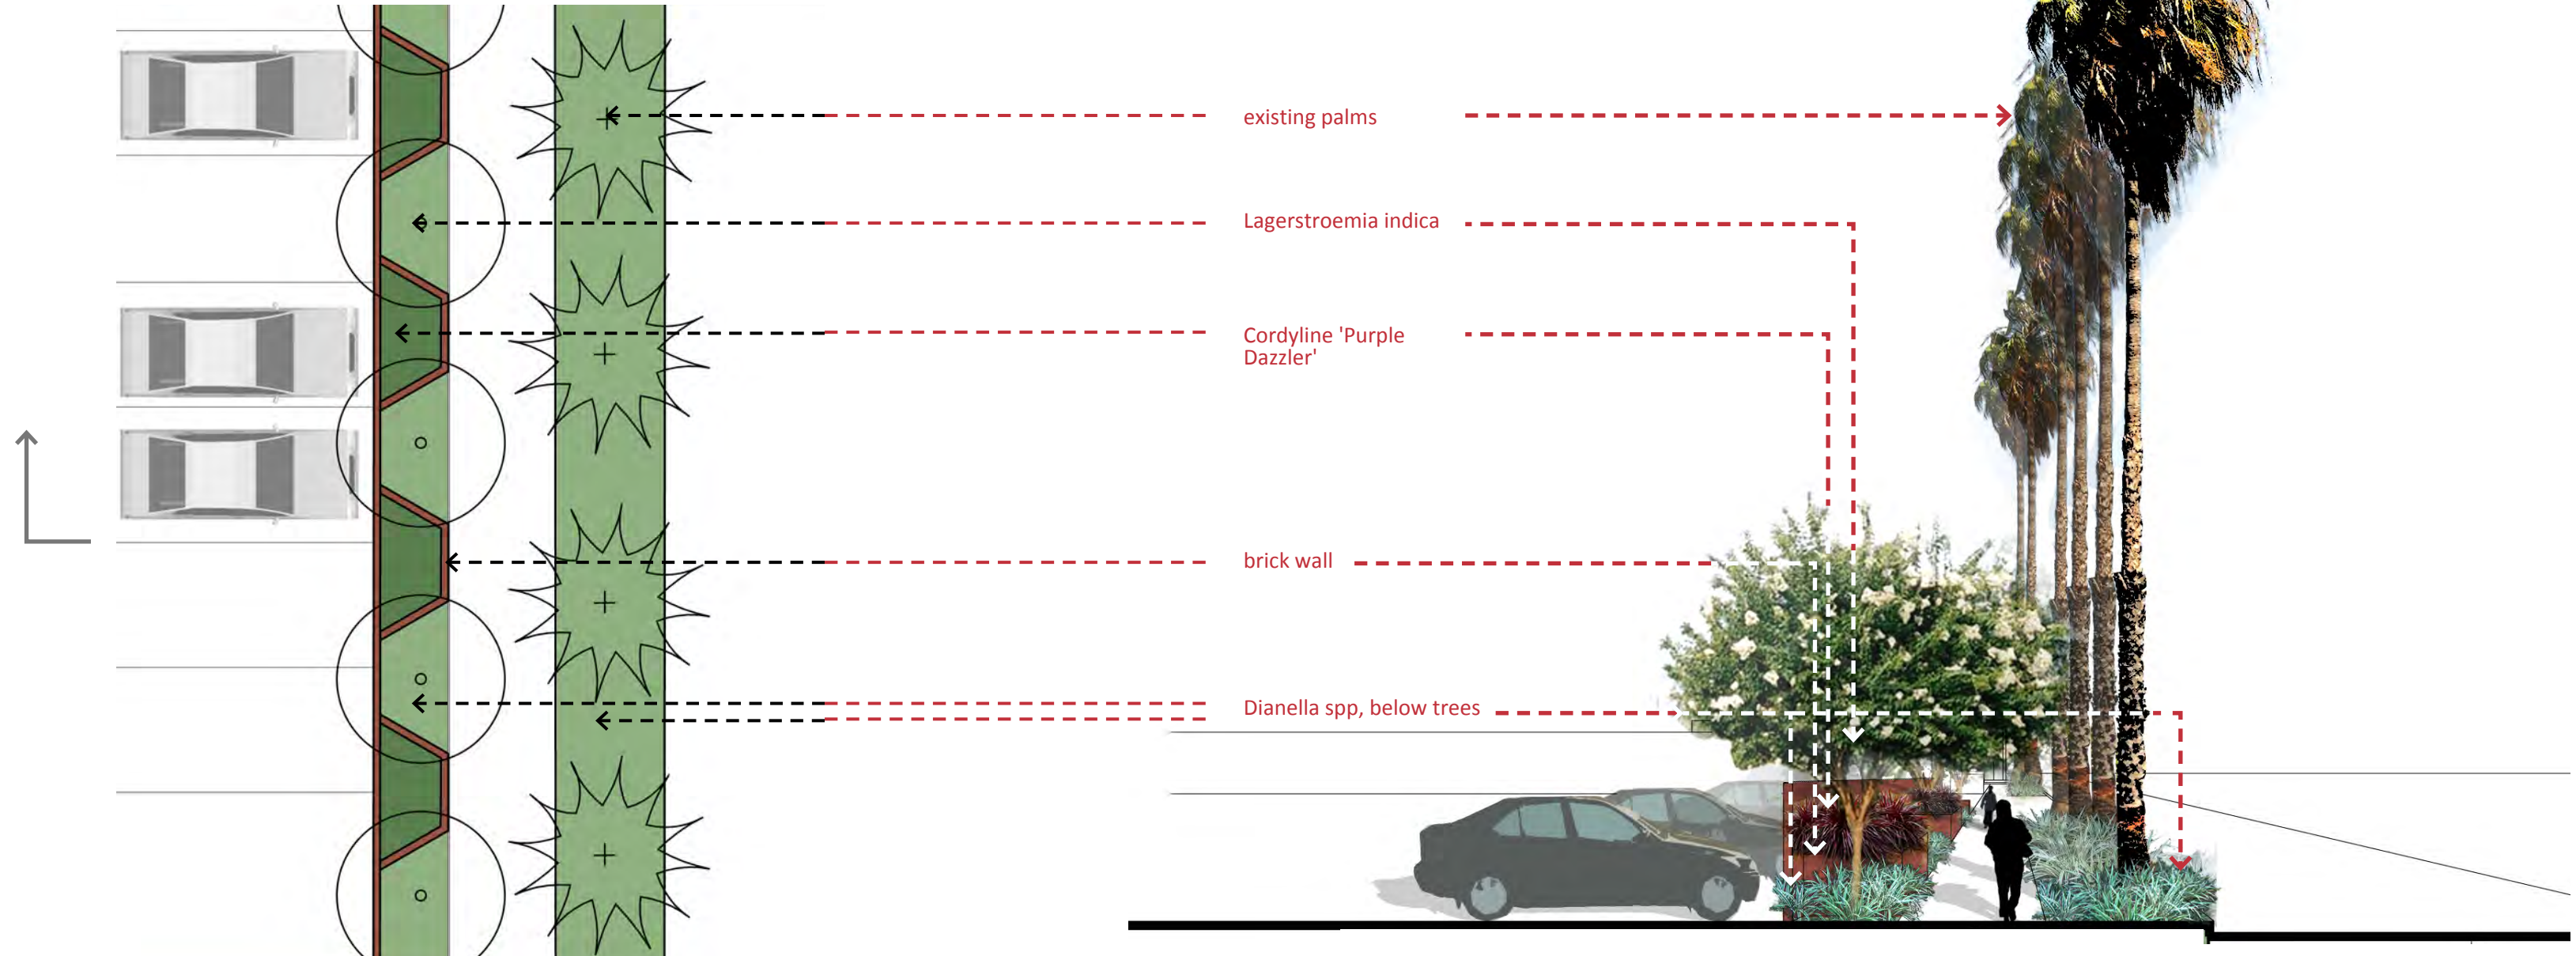 existing palms
Lagerstroemia indica
Cordyline 'Purple
Dazzler'
brick wall
Dianella spp, below trees